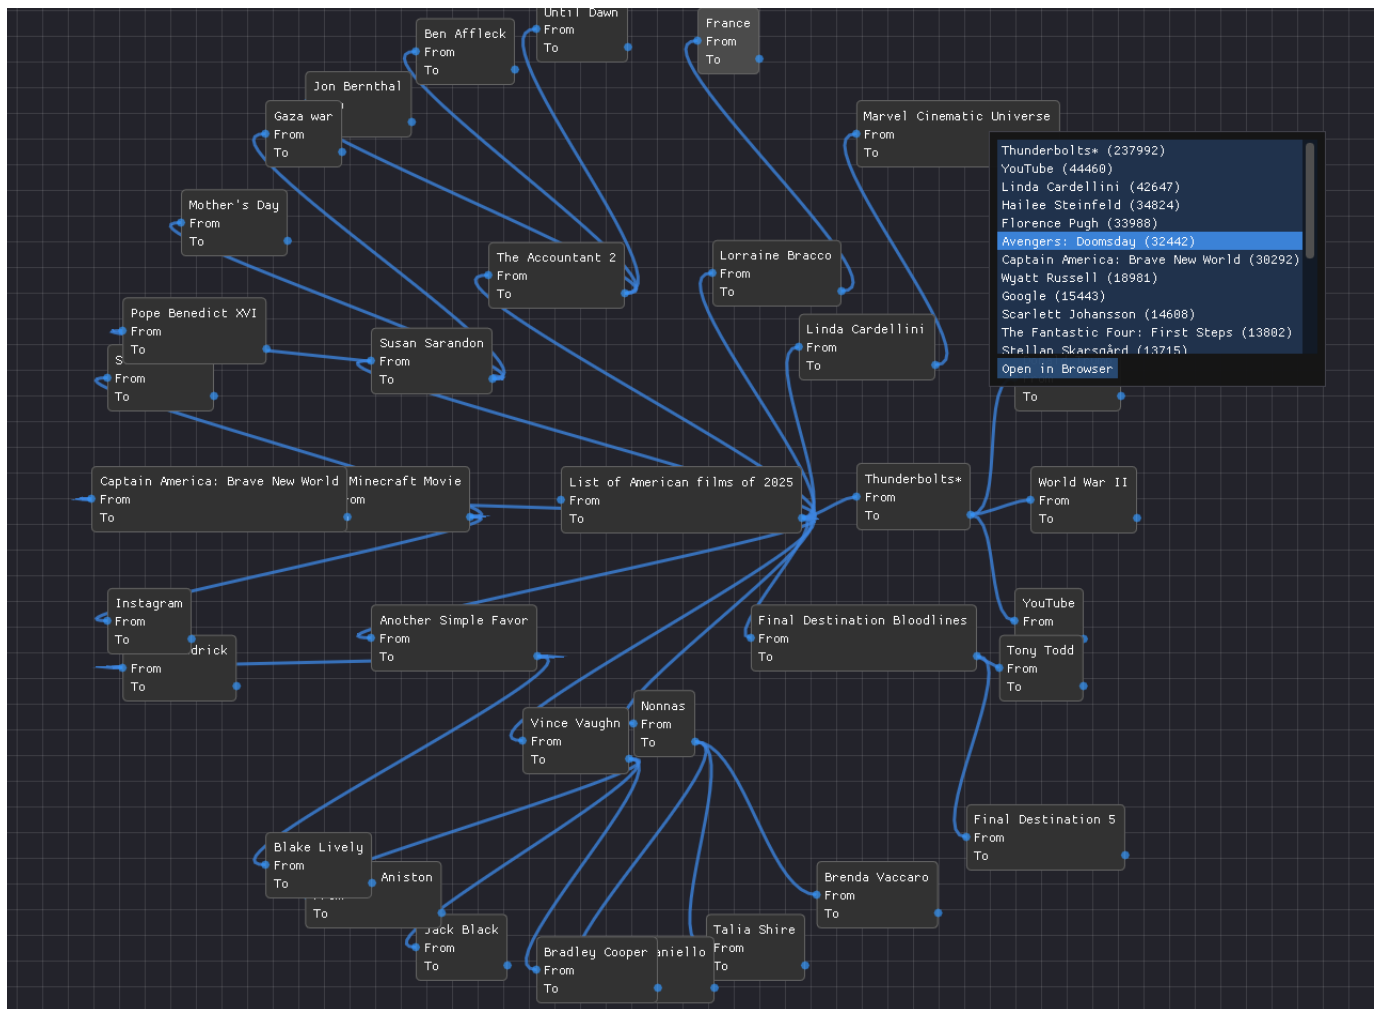 Until Dawn
From
To
France
From
To
Ben Affleck
From
To
Jon Bernthal
Gaza war
From
To
Marvel Cinematic Universe
From
To
Thunderbolts* (237992)
YouTube (44460)
Linda Cardellini (42647)
Hailee Steinfeld (34824)
Florence Pugh (33988)
Avengers: Doomsday (32442)
Captain America: Brave New World (30292)
Wyatt Russell (18981)
Google (15443)
Scarlett Johansson (14608)
The Fantastic Four: First Steps (13802)
Stellan Skarsgård (13715)
Open in Browser
To
Mother's Day
From
To
The Accountant 2
From
To
Lorraine Bracco
From
To
Pope Benedict XVI
From
To
S
From
To
Susan Sarandon
From
To
Linda Cardellini
From
To
Captain America: Brave New World
From
To
Minecraft Movie
rom
List of American films of 2025
From
To
Thunderbolts*
From
To
World War II
From
To
Instagram
From
To
drick
From
To
Another Simple Favor
From
To
Final Destination Bloodlines
From
To
YouTube
From
Tony Todd
From
To
Vince Vaughn
From
To
Nonnas
From
To
Final Destination 5
From
To
Blake Lively
From
To
Aniston
From
To
Jack Black
From
To
Bradley Cooper
From
To
aniello
Talia Shire
From
To
Brenda Vaccaro
From
To